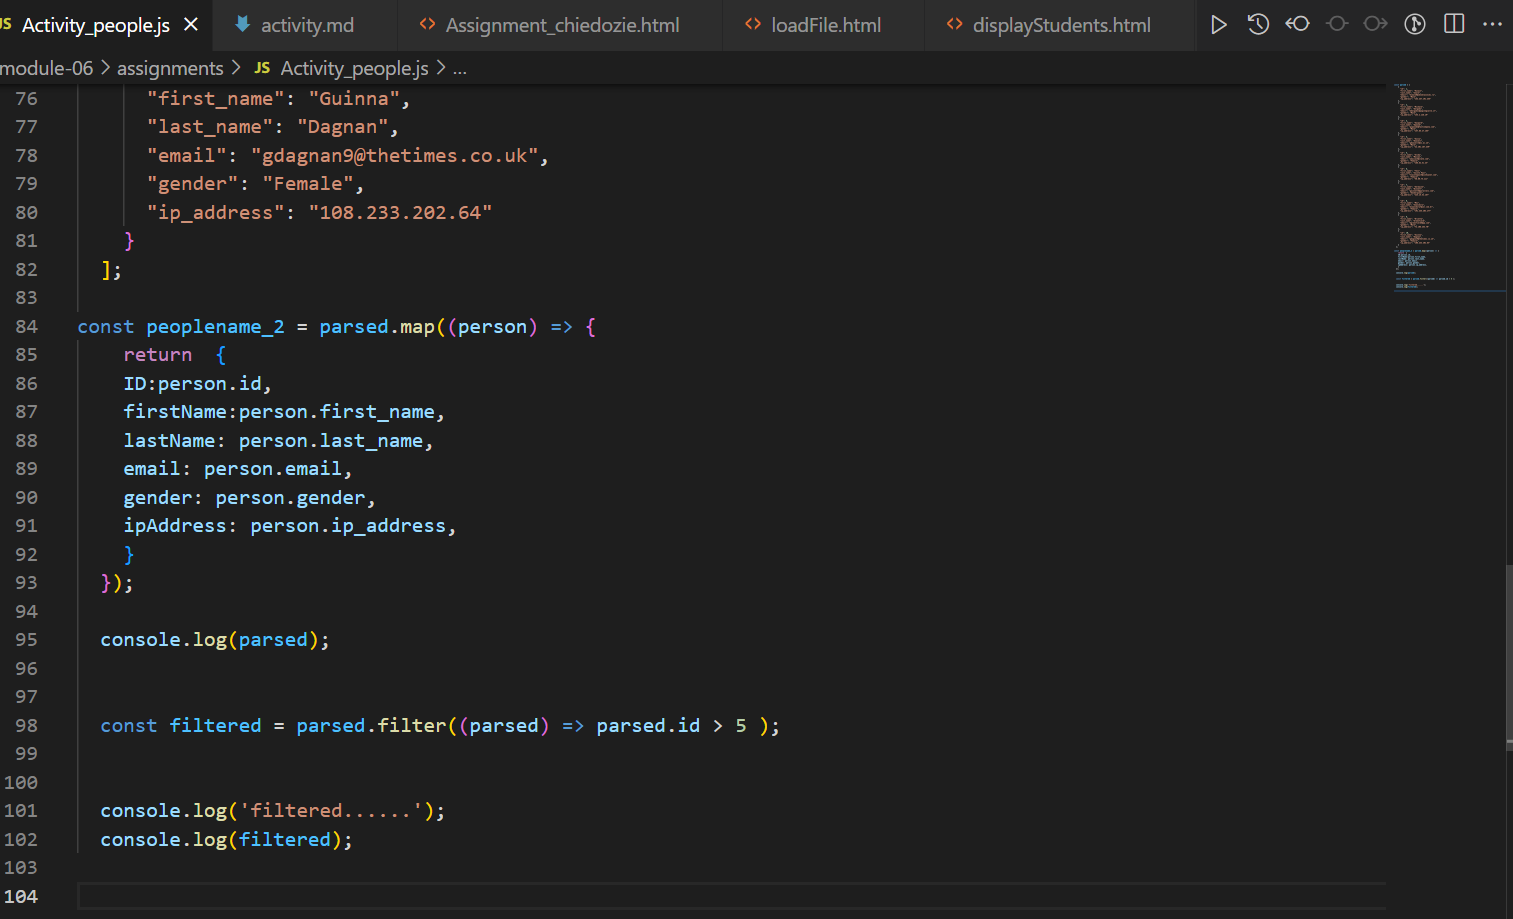 JS Activity_people.js activity.md Assignment_chiedozie.html loadFile.html displayStudents.html
module-06 > assignments > JS Activity_people.js > ...
76 "first_name": "Guinna",
77 "last_name": "Dagnan",
78 "email": "gdagnan9@thetimes.co.uk",
79 "gender": "Female",
80 "ip_address": "108.233.202.64"
81 }
82 ];
83
84 const peoplename_2 = parsed.map((person) => {
85 return  {
86 ID:person.id,
87 firstName:person.first_name,
88 lastName: person.last_name,
89 email: person.email,
90 gender: person.gender,
91 ipAddress: person.ip_address,
92 }
93 });
94
95 console.log(parsed);
96
97
98 const filtered = parsed.filter((parsed) => parsed.id > 5 );
99
100
101 console.log('filtered......');
102 console.log(filtered);
103
104